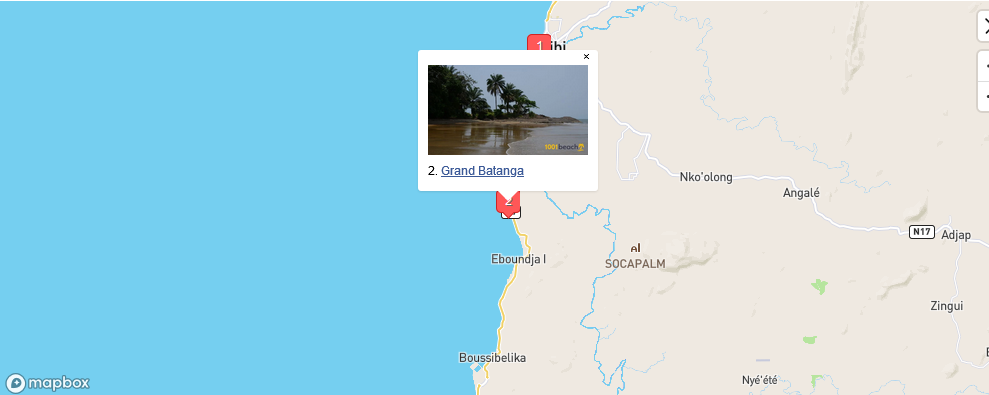 1
ibi
1001beach
2. Grand Batanga
2
Nko'olong
Angalé
N17
Adjap
Eboundja I
SOCAPALM
Zingui
Boussibelika
Nyé'été
mapbox